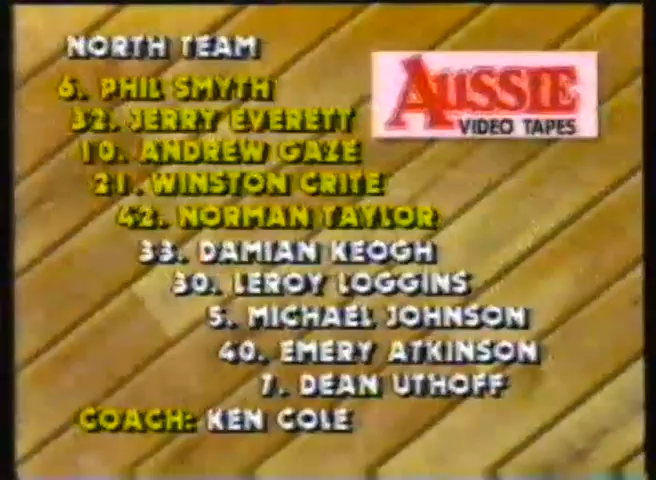 NORTH TEAM
6. PHIL SMYTH
32. JERRY EVERETT
10. ANDREW GAZE
21. WINSTON CRITE
42. NORMAN TAYLOR
33. DAMIAN KEOGH
30. LEROY LOGGINS
5. MICHAEL JOHNSON
40. EMERY ATKINSON
7. DEAN UTHOFF
COACH: KEN COLE
AUSSIE
VIDEO TAPES